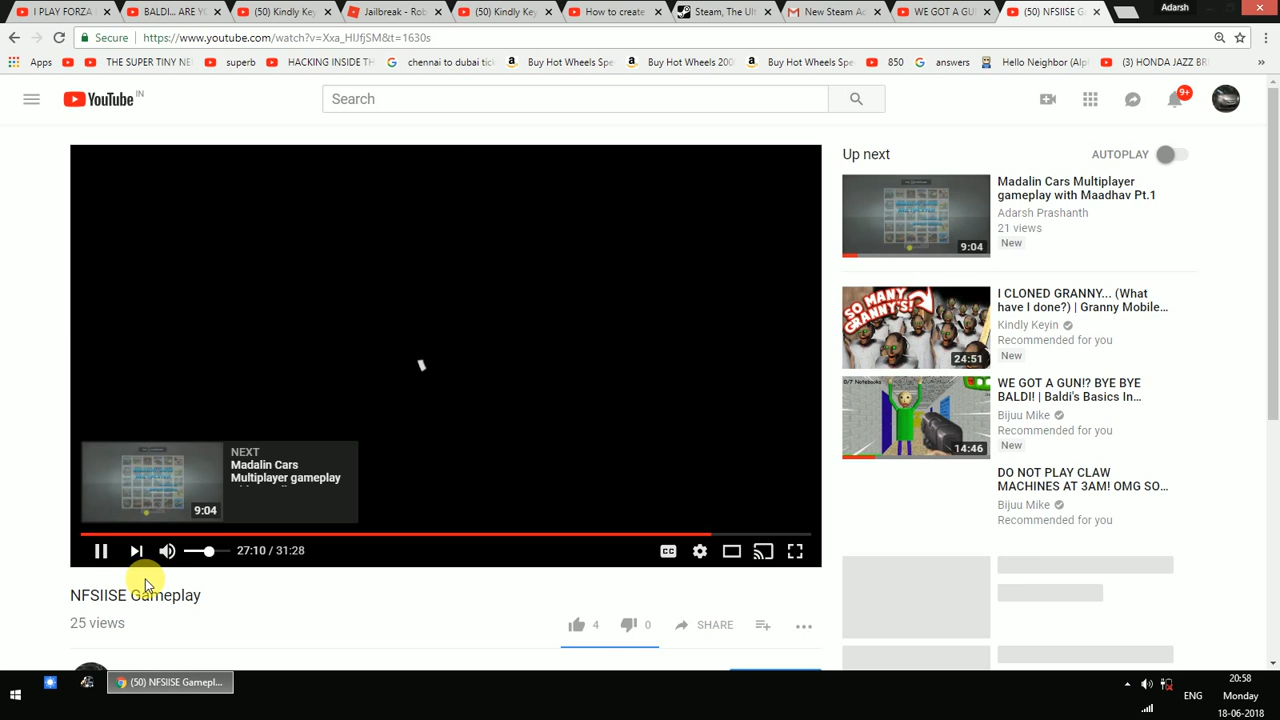 I PLAY FORZA
BALDI... ARE YO
(50) Kindly Key
Jailbreak - Rob
(50) Kindly Key
How to create
Steam, The Ult
New Steam Ac
WE GOT A GU
(50) NFSIISE G
Adarsh
Secure
https://www.youtube.com/watch?v=Xxa_HIJfjSM&t=1630s
Apps
THE SUPER TINY NE
superb
HACKING INSIDE TH
chennai to dubai tic
Buy Hot Wheels Spe
Buy Hot Wheels 200
Buy Hot Wheels Spe
850
answers
Hello Neighbor (Alp
(3) HONDA JAZZ BR
»
YouTube IN
Search
9+
Up next
AUTOPLAY
Madalin Cars Multiplayer
gameplay with Maadhav Pt.1
Adarsh Prashanth
21 views
New
9:04
I CLONED GRANNY... (What
have I done?) | Granny Mobile...
Kindly Keyin
Recommended for you
New
SO MANY
GRANNY'S!
24:51
WE GOT A GUN!? BYE BYE
BALDI! | Baldi's Basics In...
Bijuu Mike
Recommended for you
New
0/7 Notebooks
14:46
DO NOT PLAY CLAW
MACHINES AT 3AM! OMG SO...
Bijuu Mike
Recommended for you
NEXT
Madalin Cars
Multiplayer gameplay
9:04
27:10 / 31:28
CC
NFSIISE Gameplay
25 views
4
0
SHARE
(50) NFSIISE Gamepl...
ENG
20:58
Monday
18-06-2018